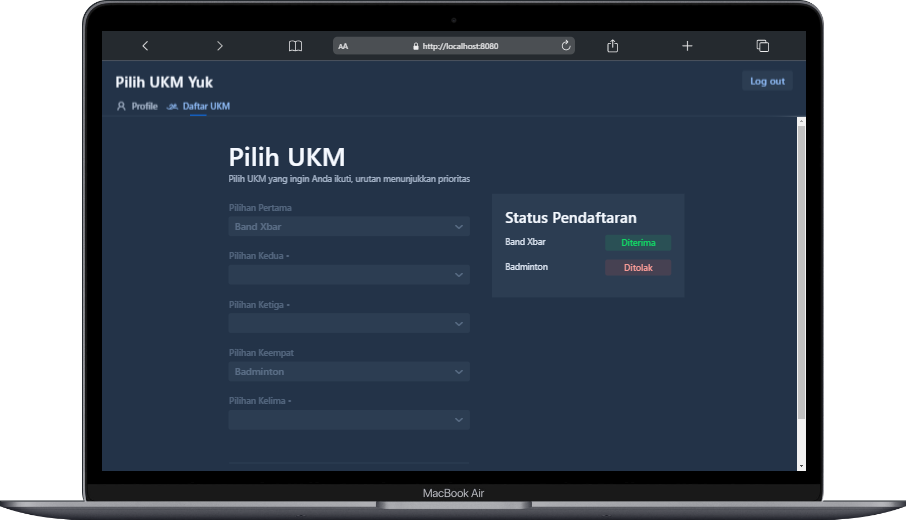 AA
http://localhost:8080
Pilih UKM Yuk
Log out
Profile
Daftar UKM
Pilih UKM
Pilih UKM yang ingin Anda ikuti, urutan menunjukkan prioritas
Pilihan Pertama
Band Xbar
Pilihan Kedua -
Pilihan Ketiga -
Pilihan Keempat
Badminton
Pilihan Kelima -
Status Pendaftaran
Band Xbar
Diterima
Badminton
Ditolak
MacBook Air